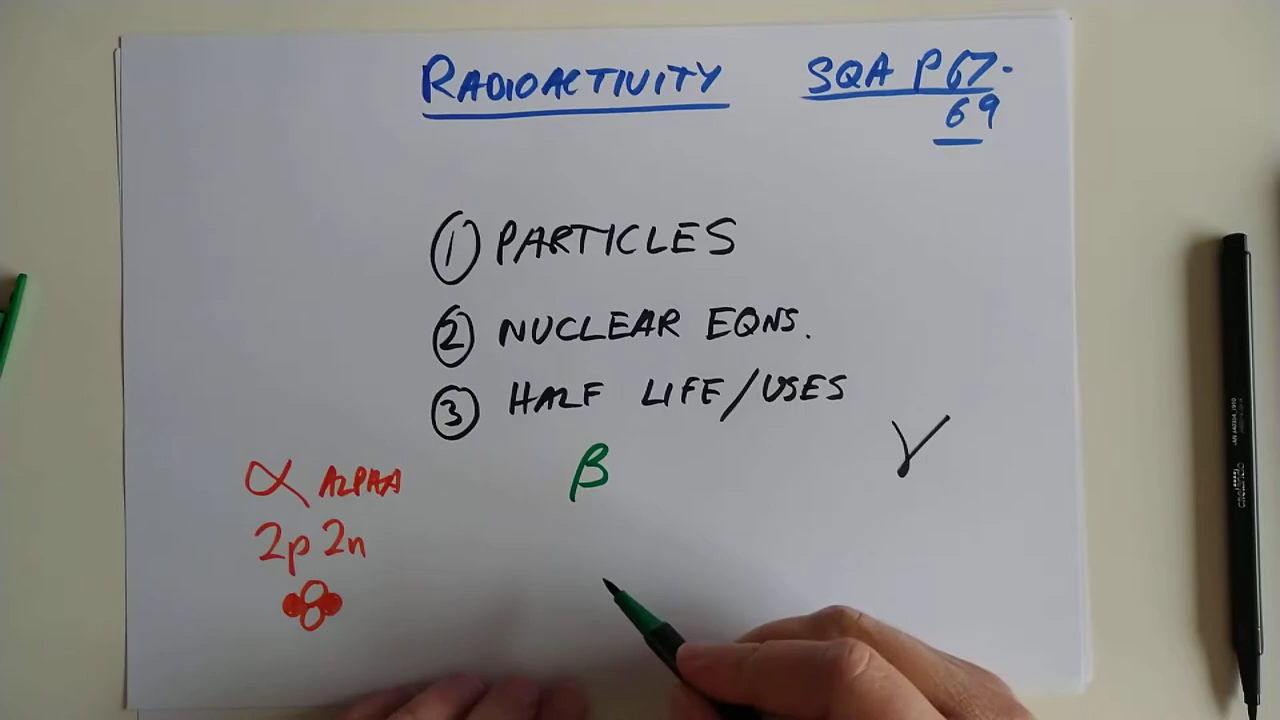 RADIOACTIVITY SQA P67-
69
① PARTICLES
② NUCLEAR EQNS.
③ HALF LIFE/USES
α ALPHA β γ
2p 2n